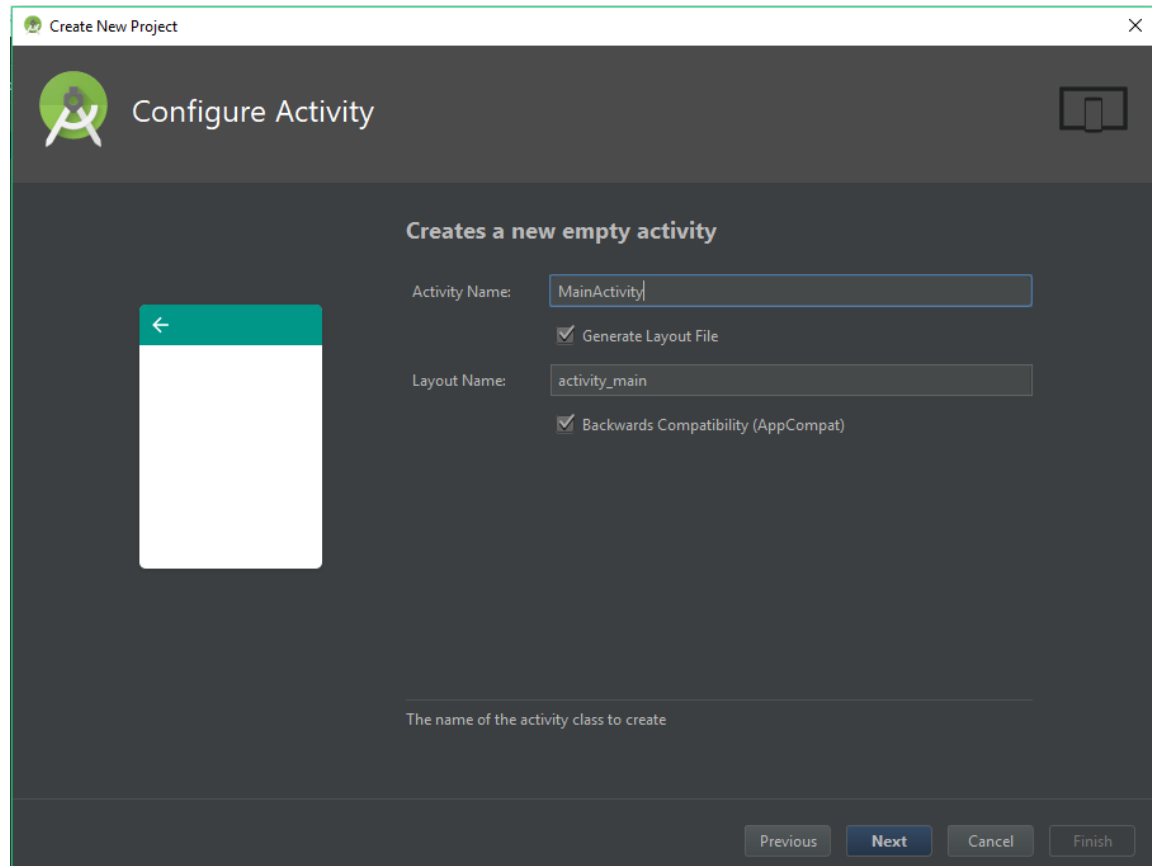 Create New Project
Configure Activity
Creates a new empty activity
Activity Name: MainActivity
Generate Layout File
Layout Name: activity_main
Backwards Compatibility (AppCompat)
The name of the activity class to create
Previous Next Cancel Finish